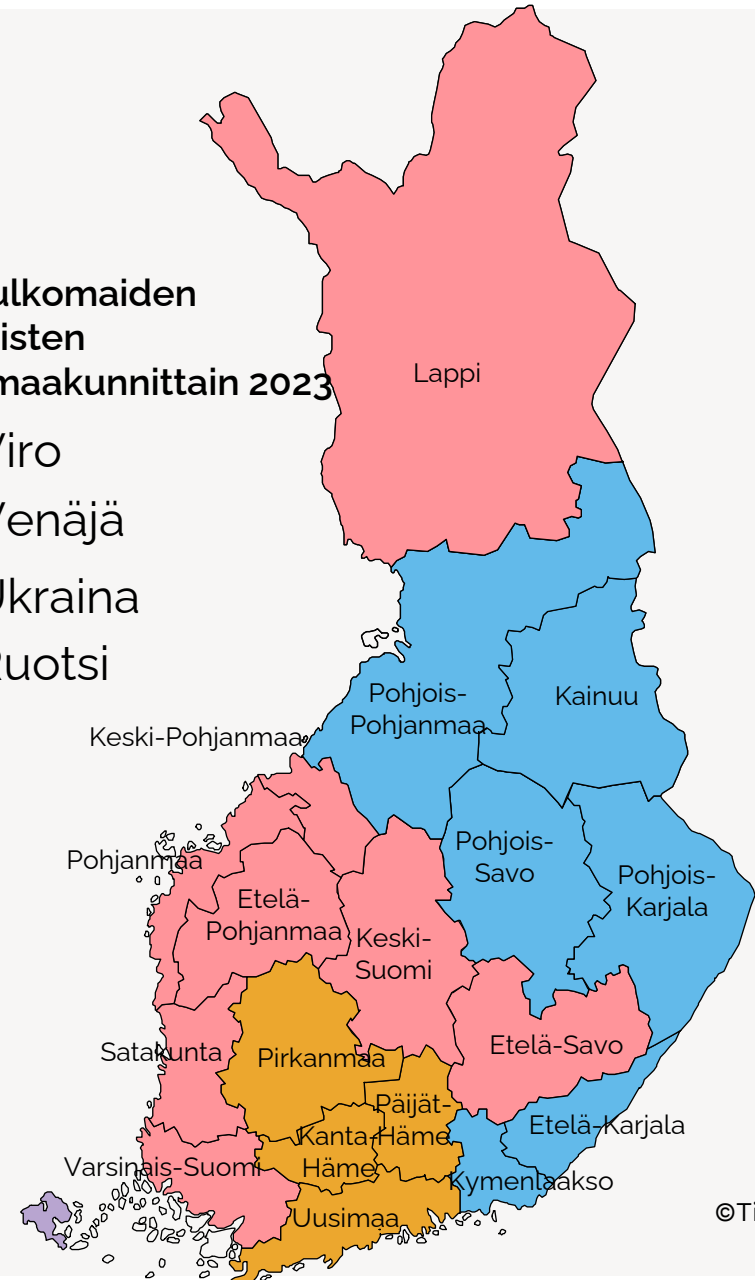 ulkomaiden
isten
maakunnittain 2023
Viro
Venäjä
Ukraina
Ruotsi
Lappi
Pohjois-
Pohjanmaa
Kainuu
Keski-Pohjanmaa
Pohjois-
Savo
Pohjanmaa
Pohjois-
Karjala
Etelä-
Pohjanmaa
Keski-
Suomi
Satakunta
Pirkanmaa
Etelä-Savo
Päijät-
Häme
Kanta-
Häme
Etelä-Karjala
Varsinais-Suomi
Kymenlaakso
Uusimaa
©Ti